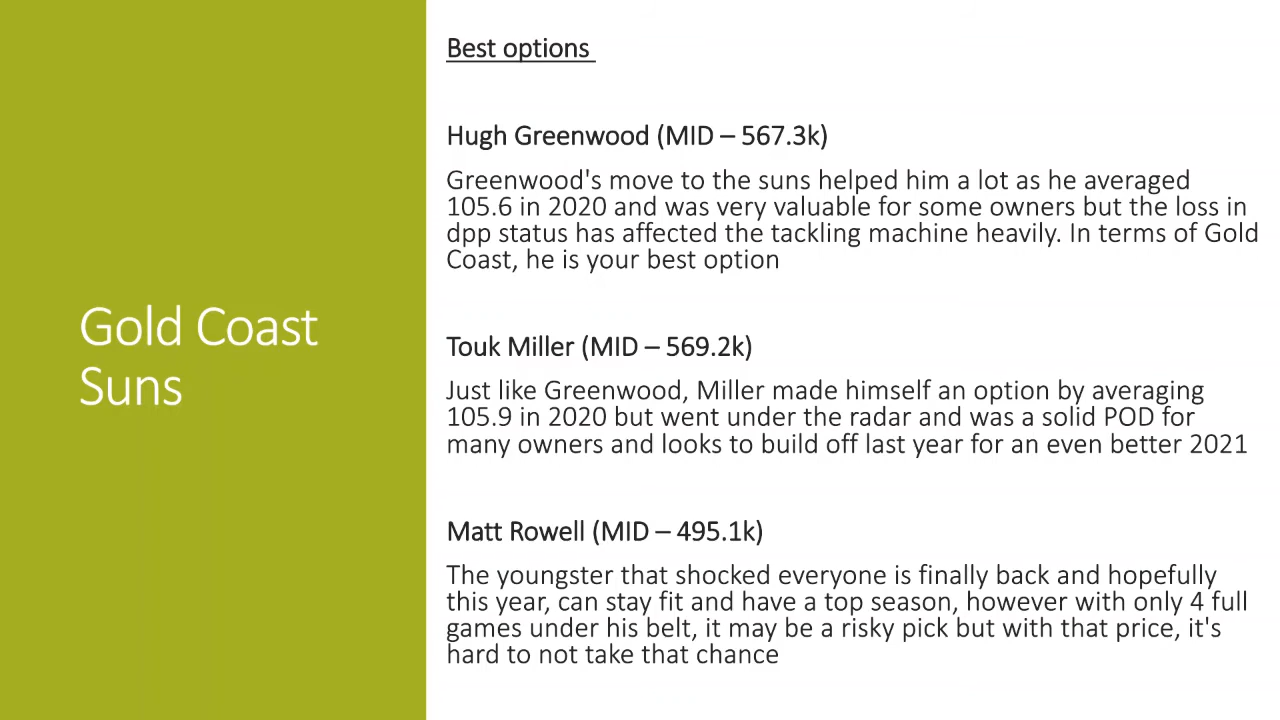 Gold Coast
Suns
Best options
Hugh Greenwood (MID – 567.3k)
Greenwood's move to the suns helped him a lot as he averaged
105.6 in 2020 and was very valuable for some owners but the loss in
dpp status has affected the tackling machine heavily. In terms of Gold
Coast, he is your best option
Touk Miller (MID – 569.2k)
Just like Greenwood, Miller made himself an option by averaging
105.9 in 2020 but went under the radar and was a solid POD for
many owners and looks to build off last year for an even better 2021
Matt Rowell (MID – 495.1k)
The youngster that shocked everyone is finally back and hopefully
this year, can stay fit and have a top season, however with only 4 full
games under his belt, it may be a risky pick but with that price, it's
hard to not take that chance